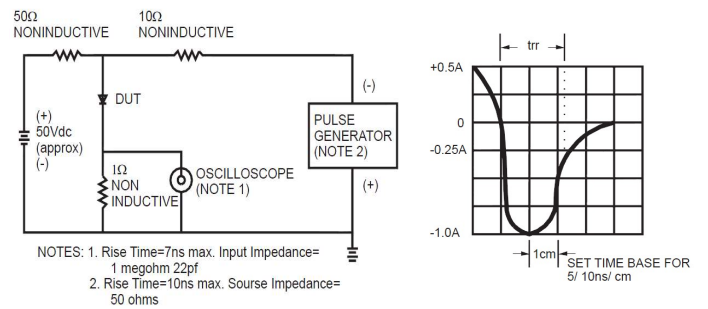 50Ω
NONINDUCTIVE
10Ω
NONINDUCTIVE
(+)
50Vdc
(approx)
(-)
DUT
1Ω
NON
INDUCTIVE
OSCILLOSCOPE
(NOTE 1)
(-)
PULSE
GENERATOR
(NOTE 2)
(+)
NOTES: 1. Rise Time=7ns max. Input Impedance=
1 megohm 22pf
2. Rise Time=10ns max. Sourse Impedance=
50 ohms
trr
+0.5A
0
-0.25A
-1.0A
1cm
SET TIME BASE FOR
5/ 10ns/ cm